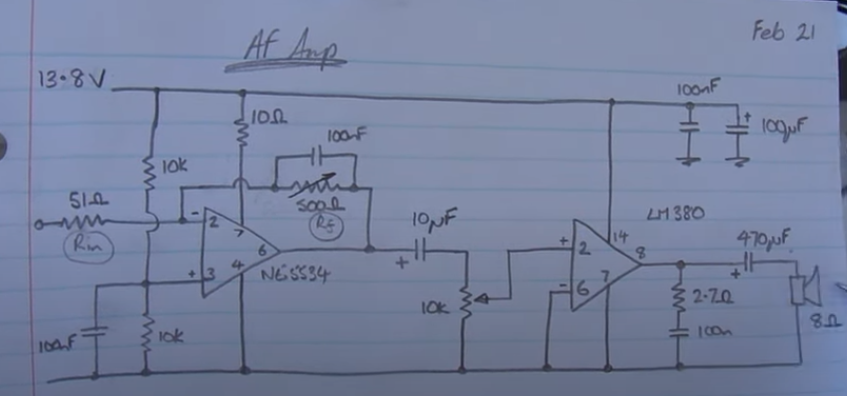 Feb 21
AF Amp
13.8V
100nF
100µF
10Ω
100nF
10k
51Ω
Rin
500Ω
Rf
- 2
7
6
4
+ 3
NE5534
10µF
+
10k
LM380
14
+ 2
8
- 6
7
470µF
+
2.7Ω
100n
8Ω
100nF
10k
+